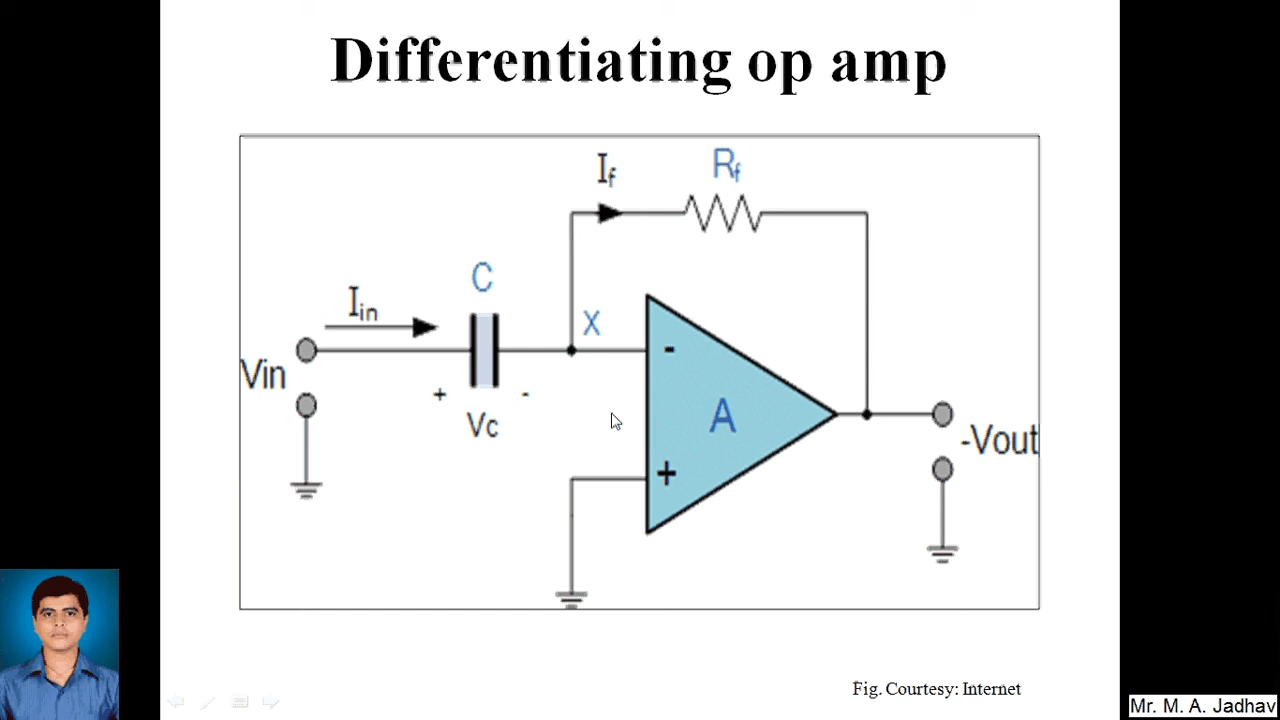 Differentiating op amp
If
Rf
C
Iin
X
Vin
+
-
Vc
-
A
+
-Vout
Fig. Courtesy: Internet
Mr. M. A. Jadhav